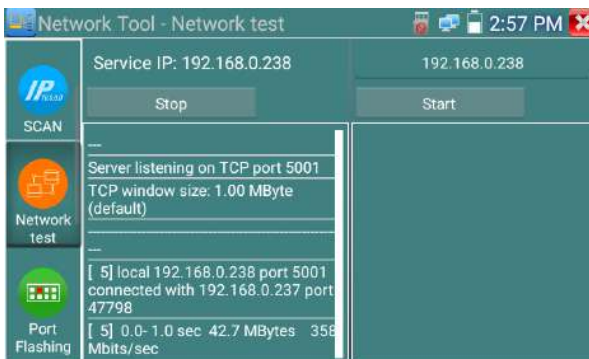 Network Tool - Network test
2:57 PM
Service IP: 192.168.0.238
192.168.0.238
Stop
Start
IP
SCAN
Network
test
Port
Flashing
---
Server listening on TCP port 5001
TCP window size: 1.00 MByte
(default)
---
[ 5] local 192.168.0.238 port 5001
connected with 192.168.0.237 port
47798
[ 5] 0.0- 1.0 sec 42.7 MBytes 358
Mbits/sec